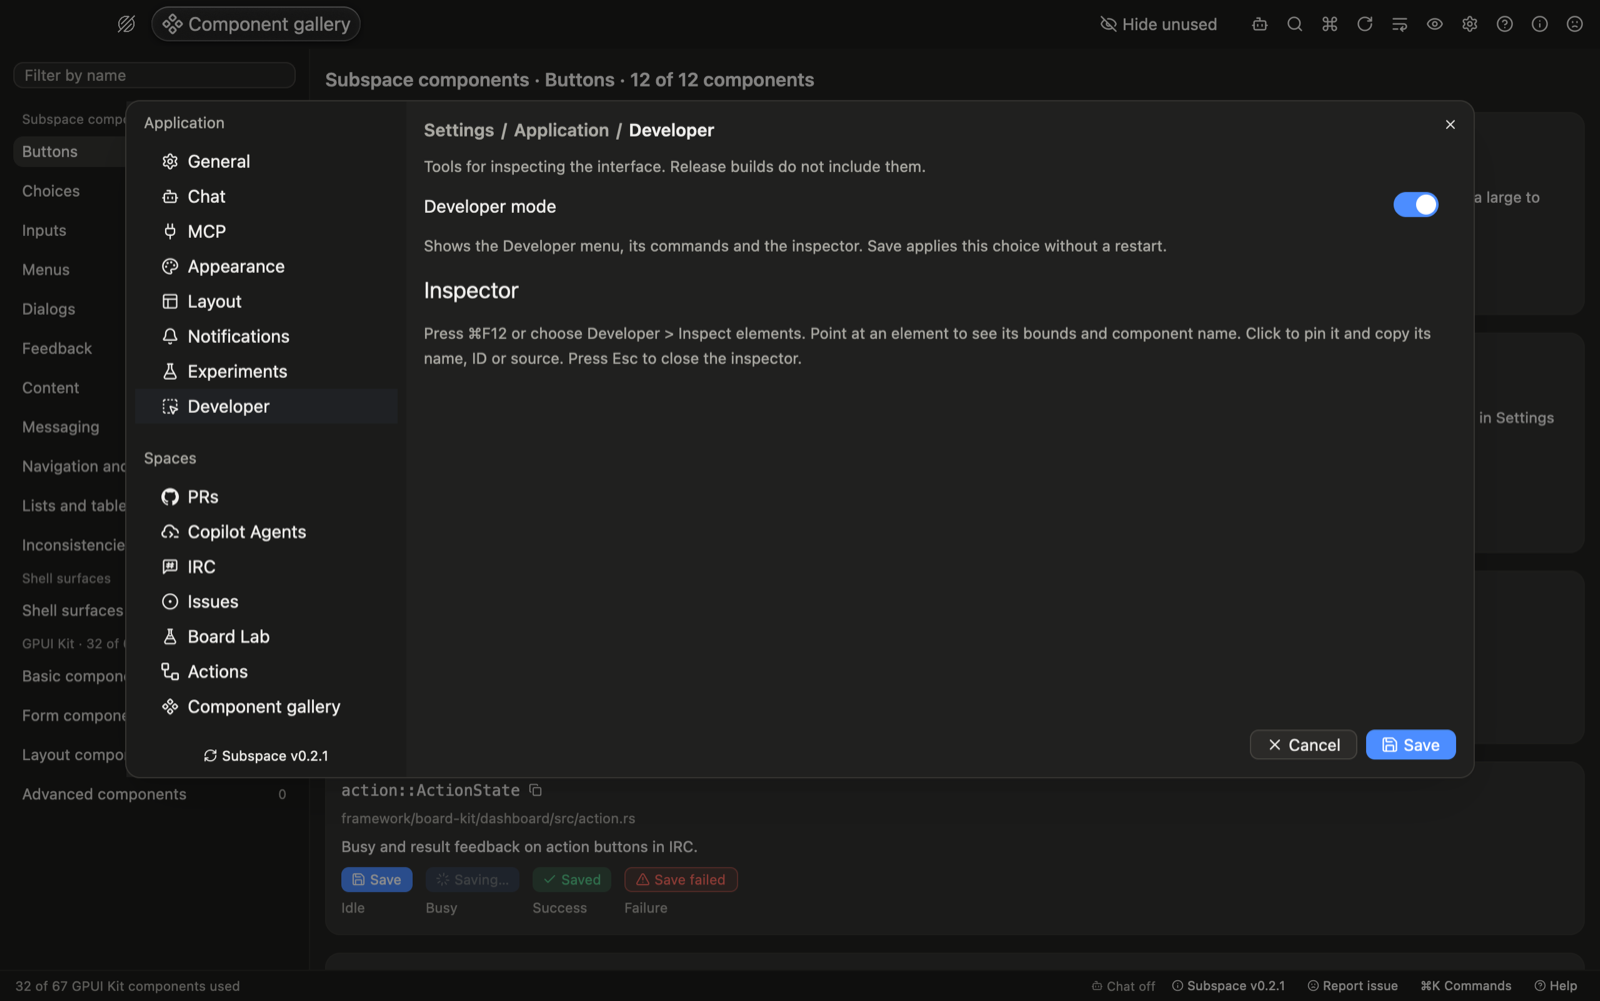 Component gallery
Hide unused
Filter by name
Subspace components · Buttons · 12 of 12 components
Subspace comp
Buttons
Choices
Inputs
Menus
Dialogs
Feedback
Content
Messaging
Navigation and
Lists and table
Inconsistencie
Shell surfaces
Shell surfaces
GPUI Kit · 32 of
Basic compon
Form compone
Layout compo
Advanced components 0
Application
General
Chat
MCP
Appearance
Layout
Notifications
Experiments
Developer
Spaces
PRs
Copilot Agents
IRC
Issues
Board Lab
Actions
Component gallery
Subspace v0.2.1
Settings / Application / Developer
Tools for inspecting the interface. Release builds do not include them.
Developer mode
Shows the Developer menu, its commands and the inspector. Save applies this choice without a restart.
Inspector
Press ⌘F12 or choose Developer > Inspect elements. Point at an element to see its bounds and component name. Click to pin it and copy its
name, ID or source. Press Esc to close the inspector.
Cancel
Save
a large to
in Settings
action::ActionState
framework/board-kit/dashboard/src/action.rs
Busy and result feedback on action buttons in IRC.
Save Saving... Saved Save failed
Idle Busy Success Failure
32 of 67 GPUI Kit components used
Chat off Subspace v0.2.1 Report issue ⌘K Commands Help